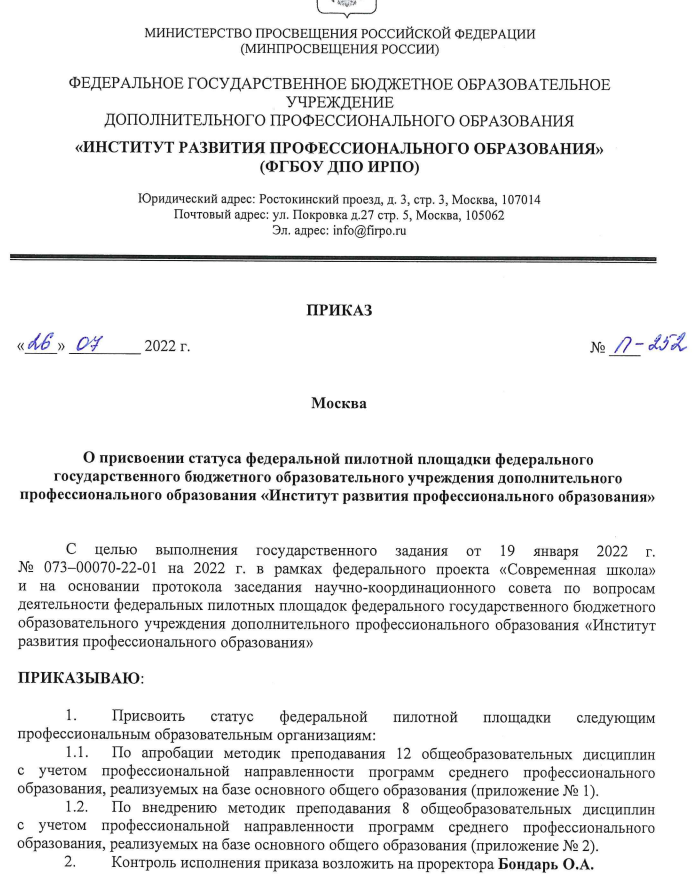 МИНИСТЕРСТВО ПРОСВЕЩЕНИЯ РОССИЙСКОЙ ФЕДЕРАЦИИ
(МИНПРОСВЕЩЕНИЯ РОССИИ)
ФЕДЕРАЛЬНОЕ ГОСУДАРСТВЕННОЕ БЮДЖЕТНОЕ ОБРАЗОВАТЕЛЬНОЕ
УЧРЕЖДЕНИЕ
ДОПОЛНИТЕЛЬНОГО ПРОФЕССИОНАЛЬНОГО ОБРАЗОВАНИЯ
«ИНСТИТУТ РАЗВИТИЯ ПРОФЕССИОНАЛЬНОГО ОБРАЗОВАНИЯ»
(ФГБОУ ДПО ИРПО)
Юридический адрес: Ростокинский проезд, д. 3, стр. 3, Москва, 107014
Почтовый адрес: ул. Покровка д.27 стр. 5, Москва, 105062
Эл. адрес: info@firpo.ru
ПРИКАЗ
«26» 07 2022 г. № П-252
Москва
О присвоении статуса федеральной пилотной площадки федерального
государственного бюджетного образовательного учреждения дополнительного
профессионального образования «Институт развития профессионального образования»
С целью выполнения государственного задания от 19 января 2022 г.
№ 073–00070-22-01 на 2022 г. в рамках федерального проекта «Современная школа»
и на основании протокола заседания научно-координационного совета по вопросам
деятельности федеральных пилотных площадок федерального государственного бюджетного
образовательного учреждения дополнительного профессионального образования «Институт
развития профессионального образования»
ПРИКАЗЫВАЮ:
1. Присвоить статус федеральной пилотной площадки следующим
профессиональным образовательным организациям:
1.1. По апробации методик преподавания 12 общеобразовательных дисциплин
с учетом профессиональной направленности программ среднего профессионального
образования, реализуемых на базе основного общего образования (приложение № 1).
1.2. По внедрению методик преподавания 8 общеобразовательных дисциплин
с учетом профессиональной направленности программ среднего профессионального
образования, реализуемых на базе основного общего образования (приложение № 2).
2. Контроль исполнения приказа возложить на проректора Бондарь О.А.